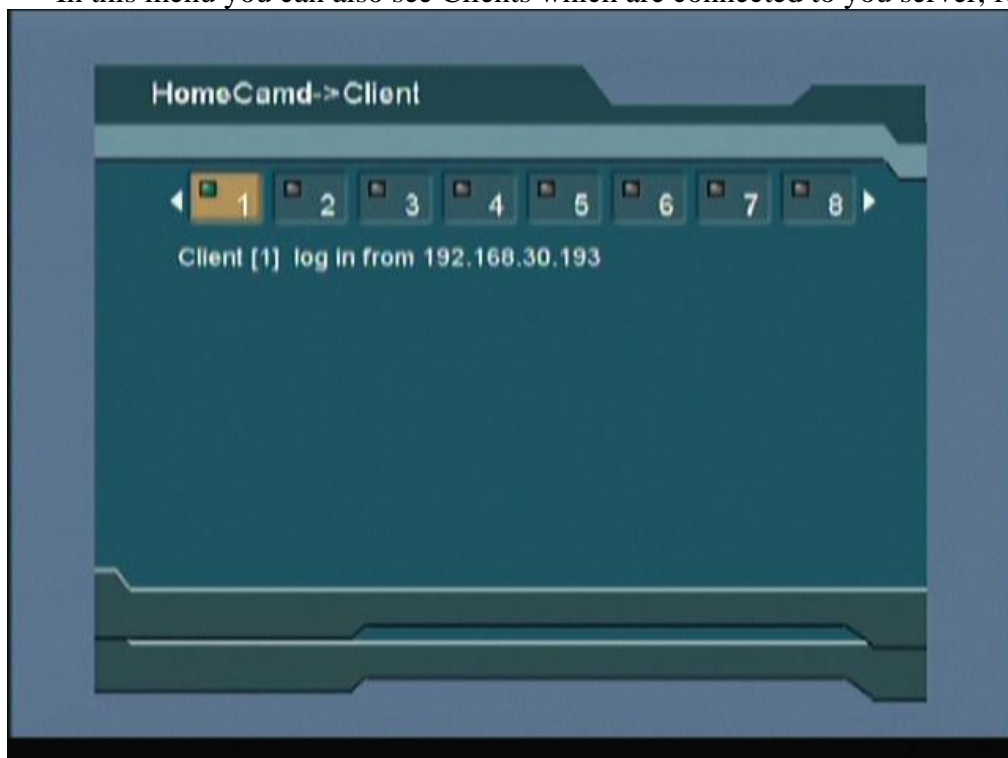 In this menu you can also see Clients which are connected to you server,
HomeCamd->Client
1 2 3 4 5 6 7 8
Client [1] log in from 192.168.30.193